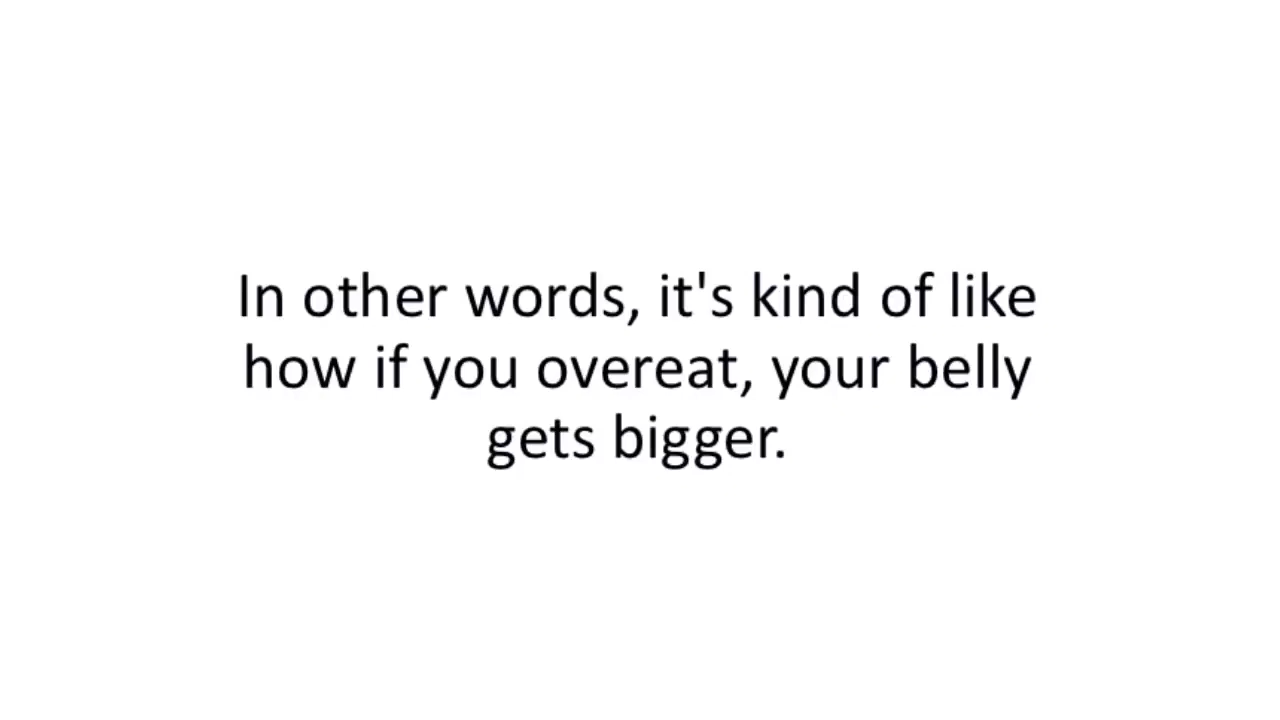 In other words, it's kind of like
how if you overeat, your belly
gets bigger.